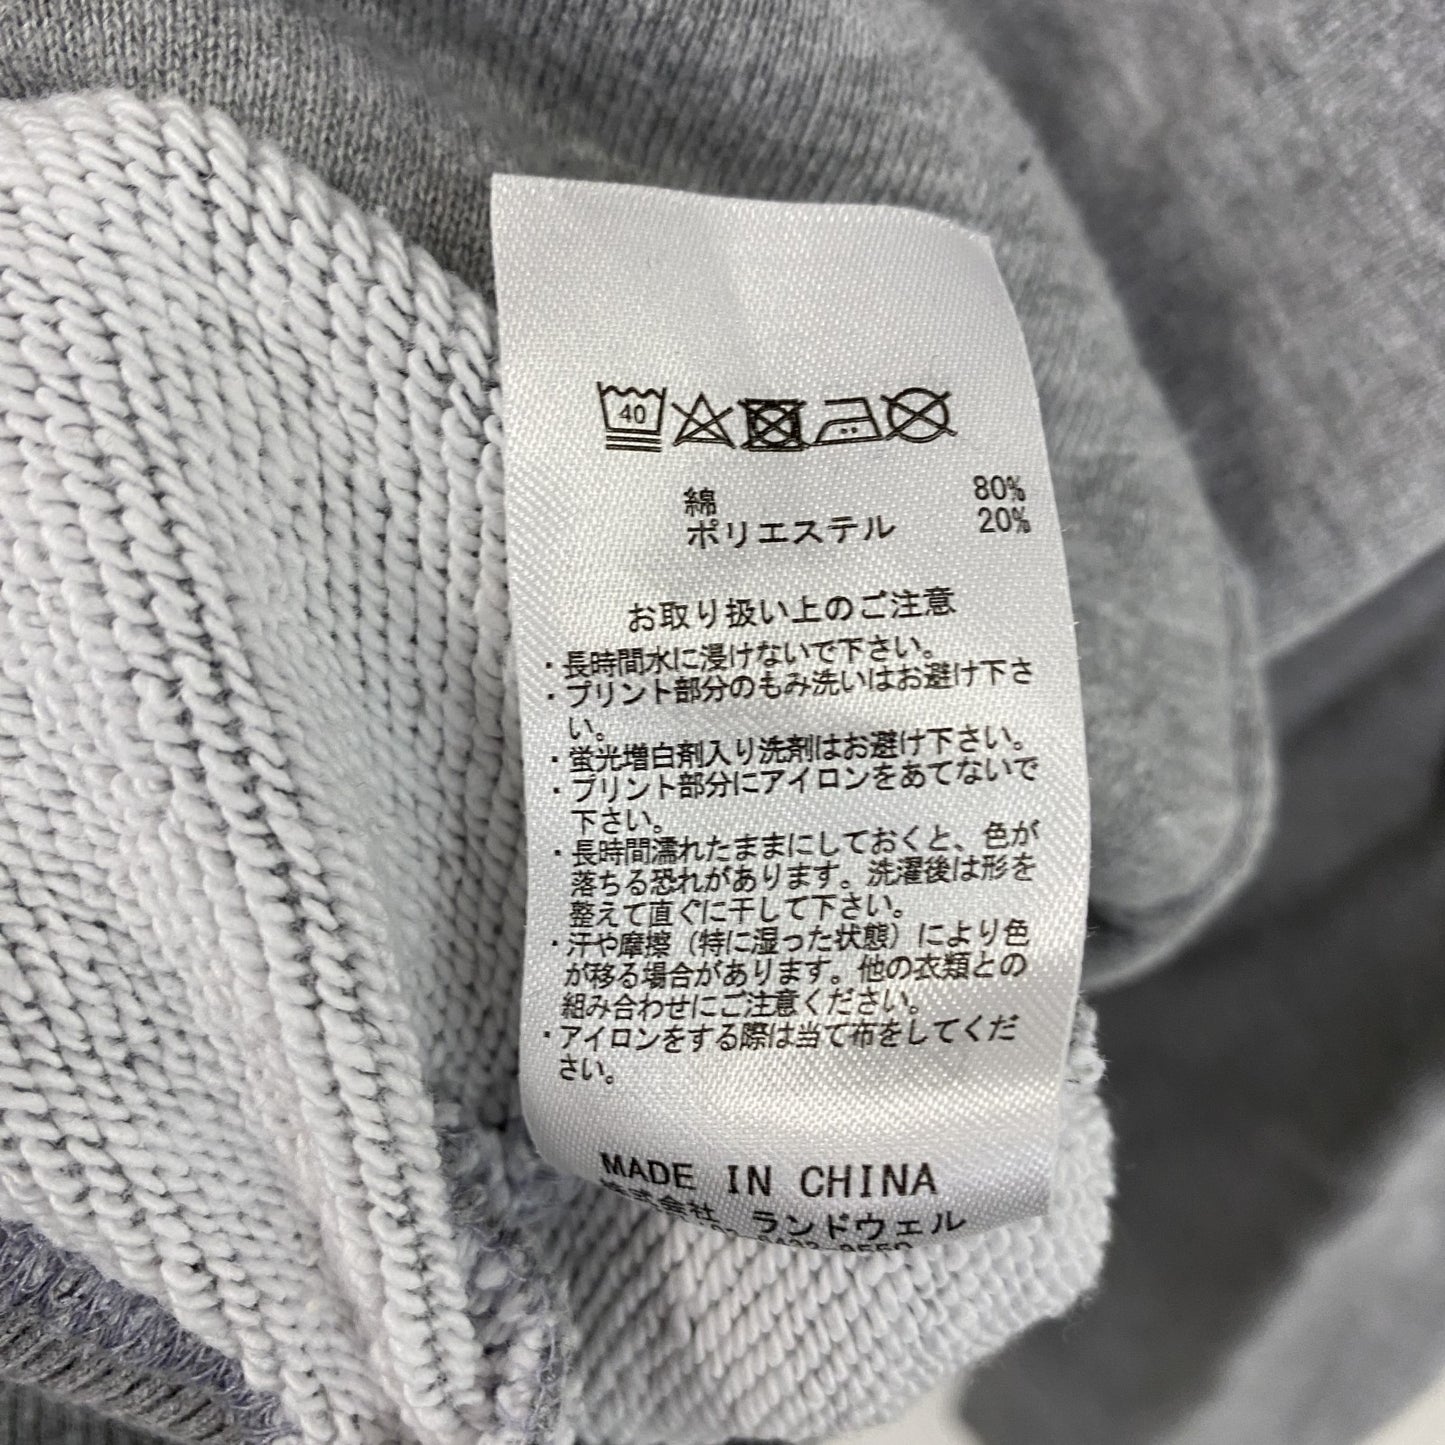 40
綿 80%
ポリエステル 20%
お取り扱い上のご注意
・長時間水に浸けないで下さい。
・プリント部分のもみ洗いはお避け下さ
い。
・蛍光増白剤入り洗剤はお避け下さい。
・プリント部分にアイロンをあてないで
下さい。
・長時間濡れたままにしておくと、色が
落ちる恐れがあります。洗濯後は形を
整えて直ぐに干して下さい。
・汗や摩擦（特に湿った状態）により色
が移る場合があります。他の衣類との
組み合わせにご注意ください。
・アイロンをする際は当て布をしてくだ
さい。
MADE IN CHINA
株式会社 ランドウェル